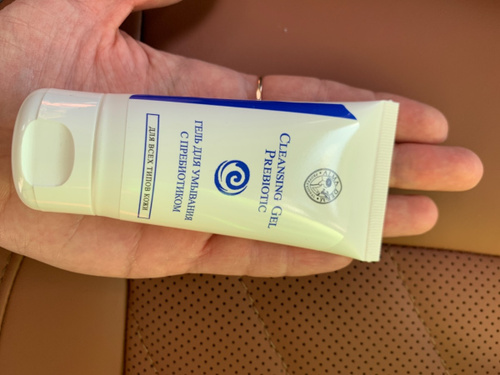 CLEANSING GEL
PREBIOTIC
ГЕЛЬ ДЛЯ УМЫВАНИЯ
С ПРЕБИОТИКОМ
ДЛЯ ВСЕХ ТИПОВ КОЖИ